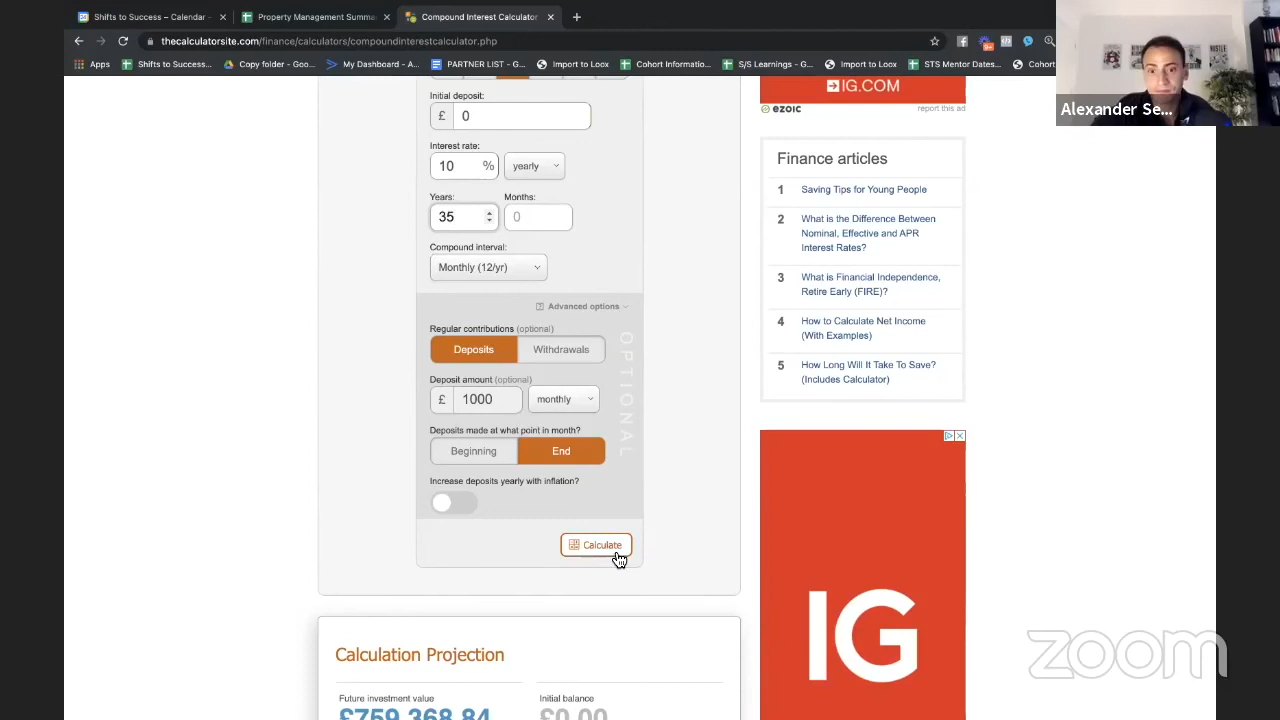 Shifts to Success – Calendar -
Property Management Summa
Compound Interest Calculator
thecalculatorsite.com/finance/calculators/compoundinterestcalculator.php
Apps
Shifts to Success...
Copy folder - Goo...
My Dashboard - A...
PARTNER LIST - G...
Import to Loox
Cohort Informatio...
S/S Learnings - G...
Import to Loox
STS Mentor Dates...
Cohort
Alexander Se...
IG.COM
ezoic
report this ad
Initial deposit:
£ 0
Interest rate:
10 % yearly
Years: Months:
35 0
Compound interval:
Monthly (12/yr)
Advanced options
Regular contributions (optional)
Deposits Withdrawals
OPTIONAL
Deposit amount (optional)
£ 1000 monthly
Deposits made at what point in month?
Beginning End
Increase deposits yearly with inflation?
Calculate
Calculation Projection
Future investment value Initial balance
£759,368.84 £0.00
Finance articles
1 Saving Tips for Young People
2 What is the Difference Between
Nominal, Effective and APR
Interest Rates?
3 What is Financial Independence,
Retire Early (FIRE)?
4 How to Calculate Net Income
(With Examples)
5 How Long Will It Take To Save?
(Includes Calculator)
IG
zoom